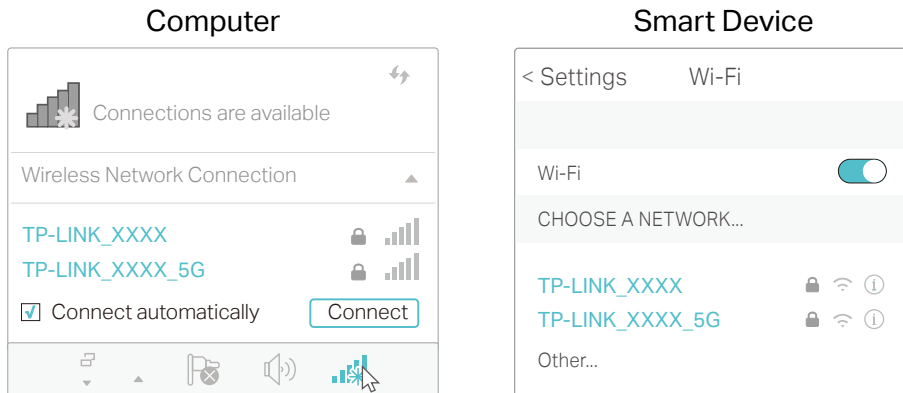 Computer
Connections are available
Wireless Network Connection
TP-LINK_XXXX
TP-LINK_XXXX_5G
Connect automatically
Connect
Smart Device
< Settings
Wi-Fi
Wi-Fi
CHOOSE A NETWORK...
TP-LINK_XXXX
TP-LINK_XXXX_5G
Other...